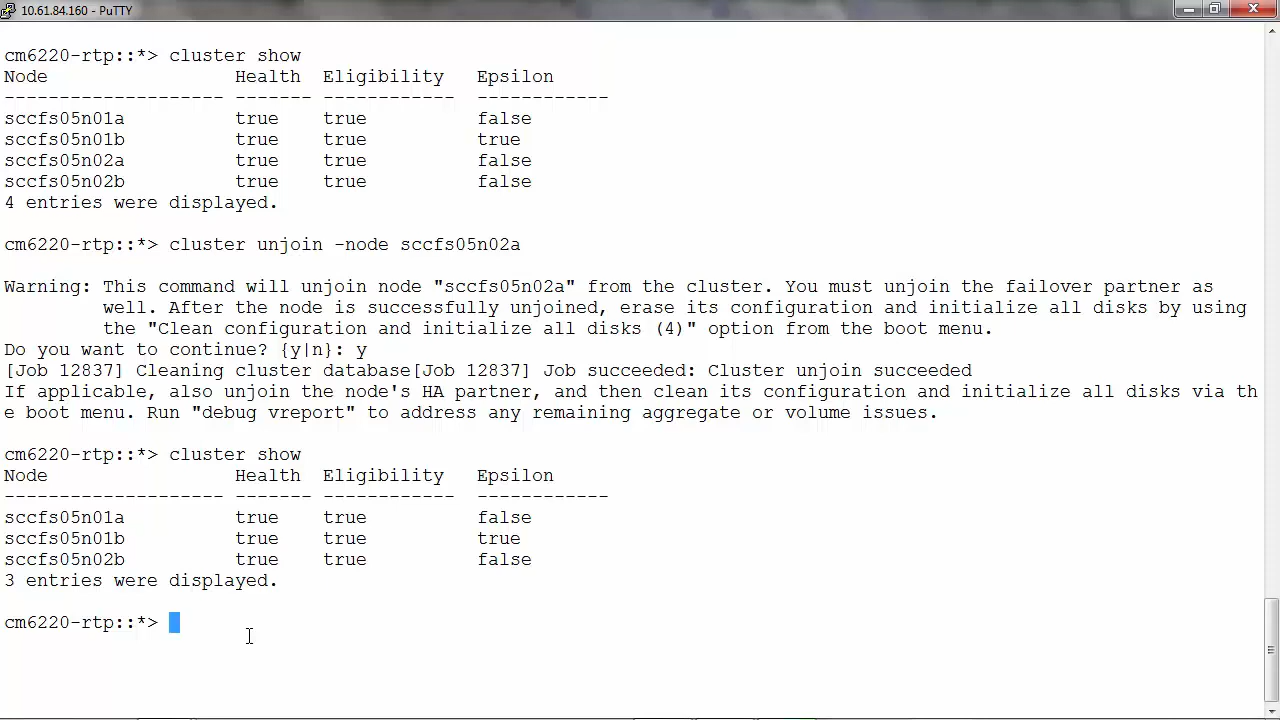 10.61.84.160 - PuTTY
cm6220-rtp::*> cluster show
Node                 Health  Eligibility   Epsilon
-------------------- ------- ------------  ------------
sccfs05n01a          true    true          false
sccfs05n01b          true    true          true
sccfs05n02a          true    true          false
sccfs05n02b          true    true          false
4 entries were displayed.
cm6220-rtp::*> cluster unjoin -node sccfs05n02a
Warning: This command will unjoin node "sccfs05n02a" from the cluster. You must unjoin the failover partner as
         well. After the node is successfully unjoined, erase its configuration and initialize all disks by using
         the "Clean configuration and initialize all disks (4)" option from the boot menu.
Do you want to continue? {y|n}: y
[Job 12837] Cleaning cluster database[Job 12837] Job succeeded: Cluster unjoin succeeded
If applicable, also unjoin the node's HA partner, and then clean its configuration and initialize all disks via th
e boot menu. Run "debug vreport" to address any remaining aggregate or volume issues.
cm6220-rtp::*> cluster show
Node                 Health  Eligibility   Epsilon
-------------------- ------- ------------  ------------
sccfs05n01a          true    true          false
sccfs05n01b          true    true          true
sccfs05n02b          true    true          false
3 entries were displayed.
cm6220-rtp::*>